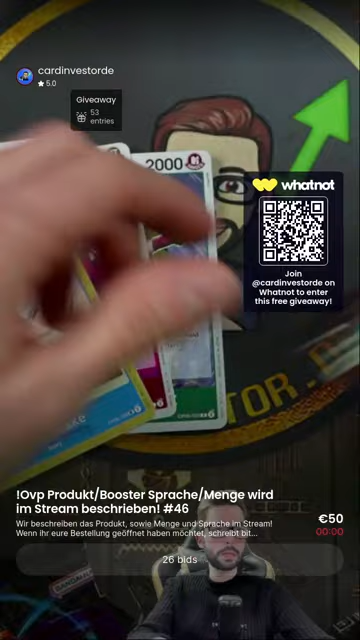 cardinvestorde
5.0
Giveaway
53
entries
2000
whatnot
Join
@cardinvestorde on
Whatnot to enter
this free giveaway!
TOR.
!Ovp Produkt/Booster Sprache/Menge wird
im Stream beschrieben! #46
€50
Wir beschreiben das Produkt, sowie Menge und Sprache im Stream!
00:00
Wenn ihr eure Bestellung geöffnet haben möchtet, schreibt bit...
26 bids